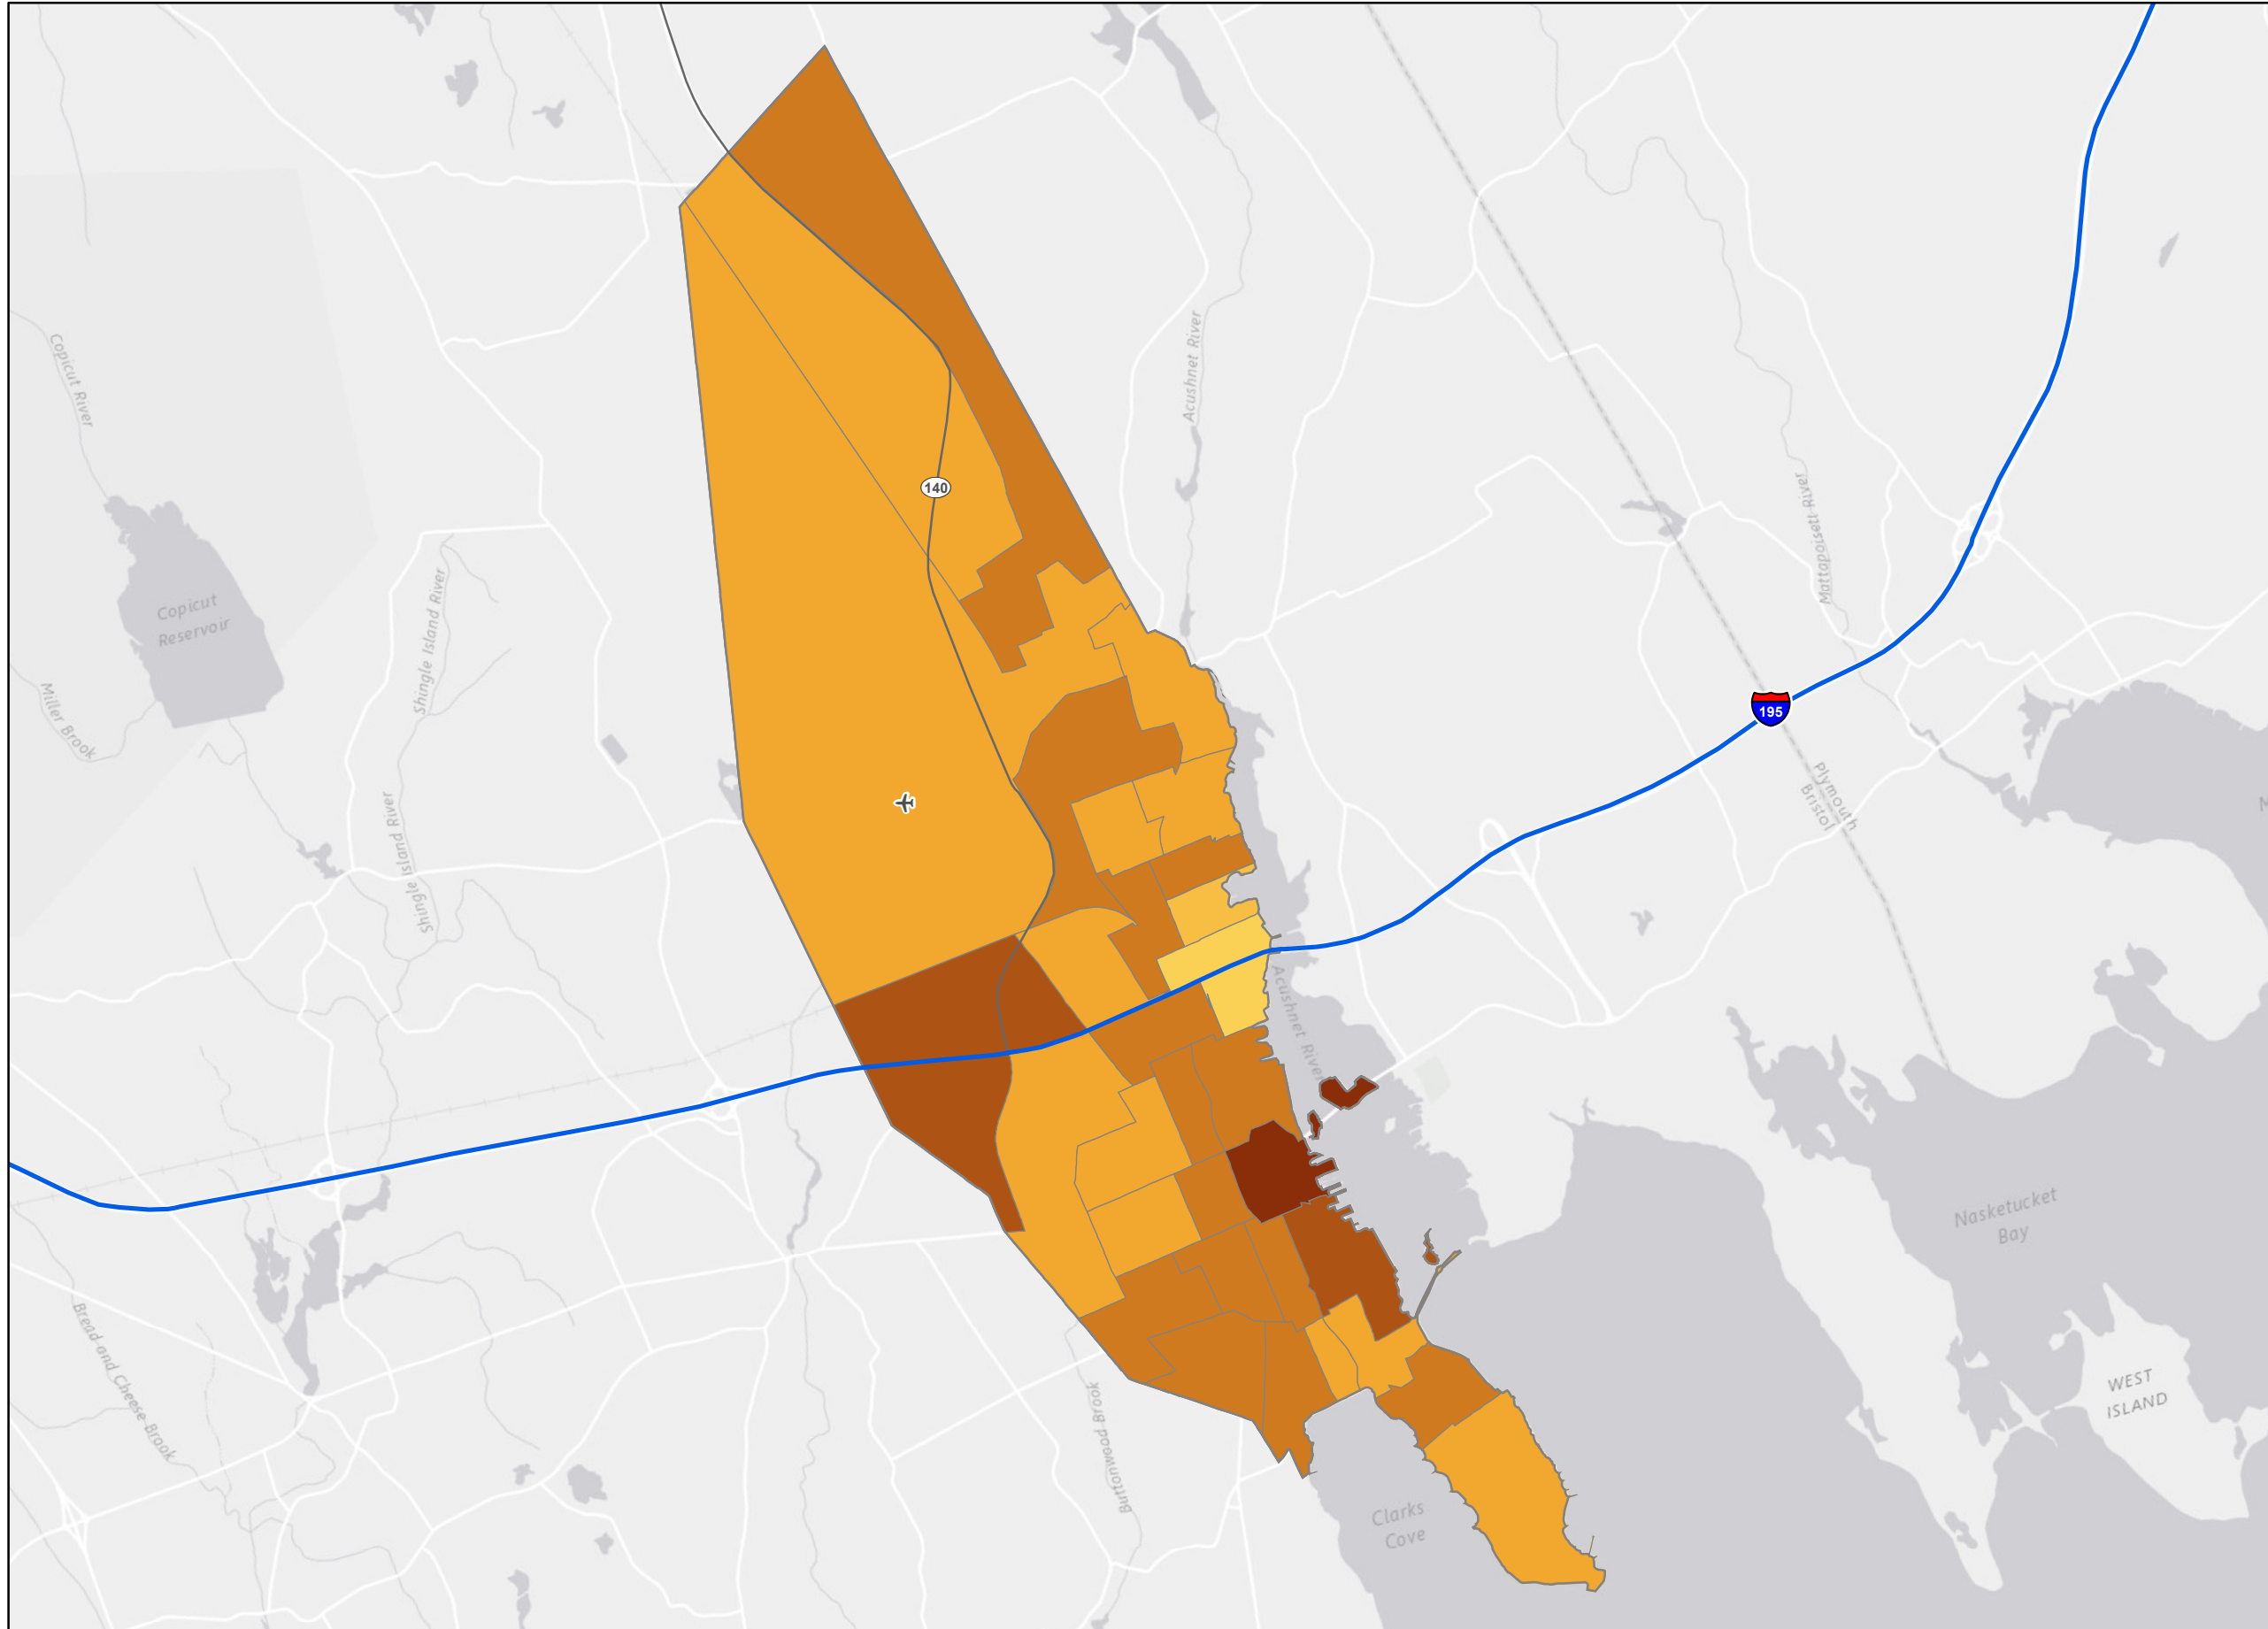 Copicut River
Acushnet River
140
Mattapoisett River
Copicut
Reservoir
Shingle Island River
Miller Brook
195
Plymouth
Bristol
Shingle Island River
Acushnet River
Nasketucket
Bay
Bread and Cheese Brook
Buttonwood Brook
WEST
ISLAND
Clarks
Cove